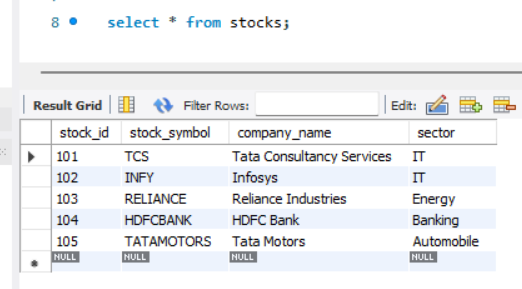 8 select * from stocks;
Result Grid Filter Rows: Edit:
stock_id stock_symbol company_name sector
101 TCS Tata Consultancy Services IT
102 INFY Infosys IT
103 RELIANCE Reliance Industries Energy
104 HDFCBANK HDFC Bank Banking
105 TATAMOTORS Tata Motors Automobile
NULL NULL NULL NULL